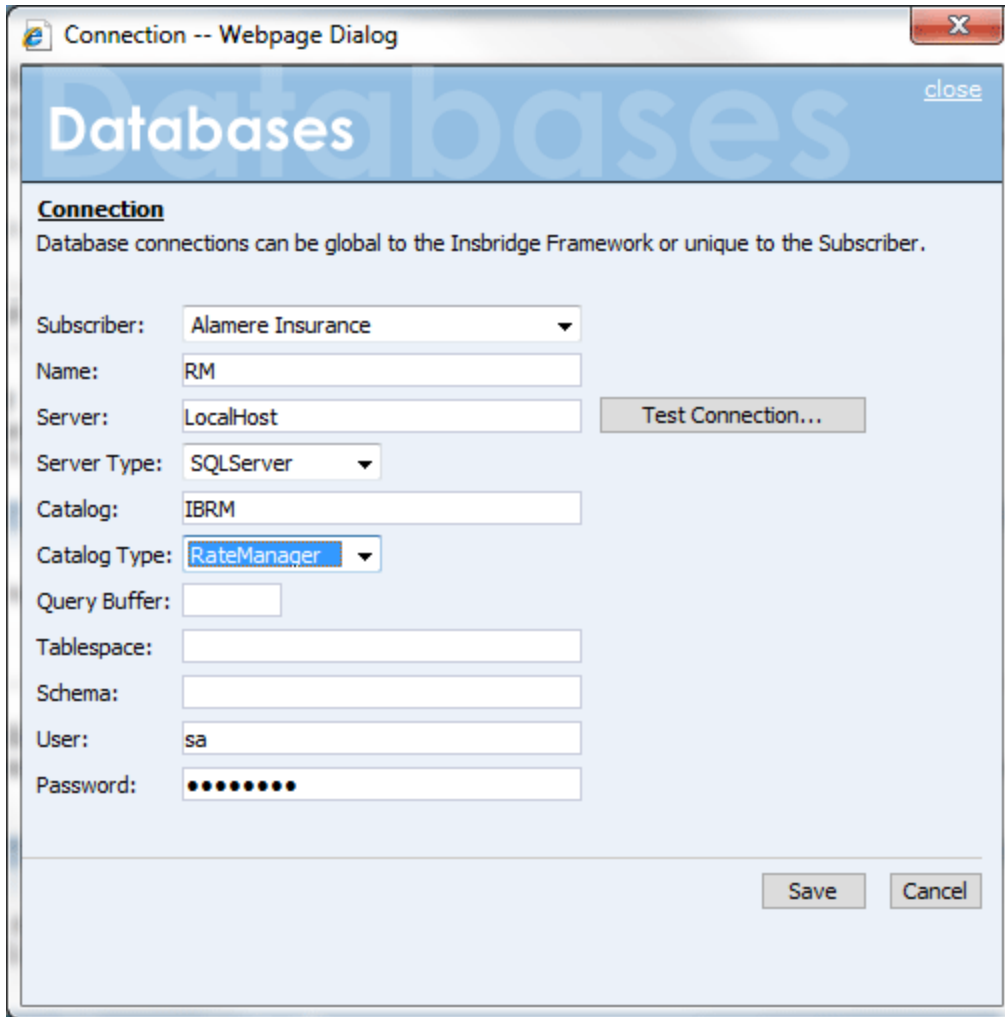 Connection -- Webpage Dialog
close
Databases
Databases
Connection
Database connections can be global to the Insbridge Framework or unique to the Subscriber.
Subscriber: Alamere Insurance
Name: RM
Server: LocalHost Test Connection...
Server Type: SQLServer
Catalog: IBRM
Catalog Type: RateManager
Query Buffer:
Tablespace:
Schema:
User: sa
Password: ••••••••
Save Cancel